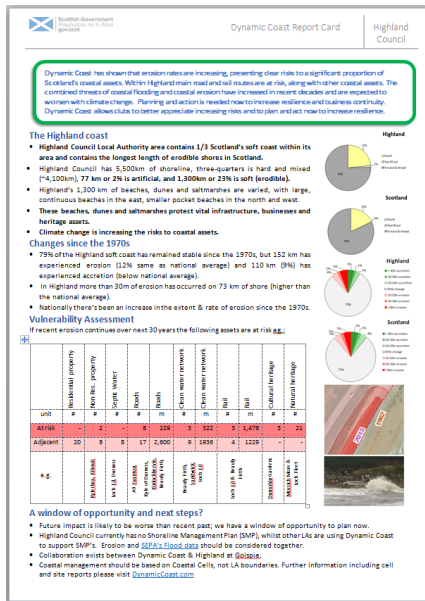 Scottish Government
Riaghaltas na h-Alba
gov.scot
Dynamic Coast Report Card
Highland
Council
Dynamic Coast has shown that erosion rates are increasing, presenting clear risks to a significant proportion of
Scotland's coastal assets. Within Highland main road and rail routes are at risk, along with other coastal assets. The
combined threats of coastal flooding and coastal erosion have increased in recent decades and are expected to
worsen with climate change. Planning and action is needed now to increase resilience and business continuity.
Dynamic Coast allows clubs to better appreciate increasing risks and to plan and act now to increase resilience.
The Highland coast
• Highland Council Local Authority area contains 1/3 Scotland's soft coast within its
area and contains the longest length of erodible shores in Scotland.
• Highland Council has 5,500km of shoreline, three-quarters is hard and mixed
(~4,100km), 77 km or 2% is artificial, and 1,300km or 23% is soft (erodible).
• Highland's 1,300 km of beaches, dunes and saltmarshes are varied, with large,
continuous beaches in the east, smaller pocket beaches in the north and west.
• These beaches, dunes and saltmarshes protect vital infrastructure, businesses and
heritage assets.
• Climate change is increasing the risks to coastal assets.
Changes since the 1970s
• 79% of the Highland soft coast has remained stable since the 1970s, but 152 km has
experienced erosion (12% same as national average) and 110 km (9%) has
experienced accretion (below national average).
• In Highland more than 30m of erosion has occurred on 73 km of shore (higher than
the national average).
• Nationally there's been an increase in the extent & rate of erosion since the 1970s.
Vulnerability Assessment
If recent erosion continues over next 30 years the following assets are at risk eg.;
Residential property
Non-Res. property
Septic Water
Roads
Roads
Clean water network
Clean water network
Rail
Rail
Cultural heritage
Natural heritage
unit # # # # m # m # m # #
At risk - 2 - 8 229 3 322 3 1,478 3 21
Adjacent 20 8 8 17 2,600 9 1936 4 1229 - -
e.g.
A window of opportunity and next steps?
• Future impact is likely to be worse than recent past; we have a window of opportunity to plan now.
• Highland Council currently has no Shoreline Management Plan (SMP), whilst other LAs are using Dynamic Coast
to support SMP's. Erosion and SEPA's Flood data should be considered together.
• Collaboration exists between Dynamic Coast & Highland at Golspie.
• Coastal management should be based on Coastal Cells, not LA boundaries. Further information including cell
and site reports please visit DynamicCoast.com
Highland
Scotland
Highland
Scotland